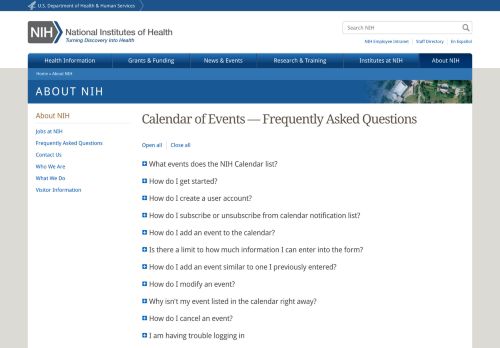 U.S. Department of Health & Human Services
NIH National Institutes of Health
Turning Discovery Into Health
Search NIH
NIH Employee Intranet | Staff Directory | En Español
Health Information Grants & Funding News & Events Research & Training Institutes at NIH About NIH
Home » About NIH
ABOUT NIH
About NIH
Jobs at NIH
Frequently Asked Questions
Contact Us
Who We Are
What We Do
Visitor Information
Calendar of Events — Frequently Asked Questions
Open all | Close all
What events does the NIH Calendar list?
How do I get started?
How do I create a user account?
How do I subscribe or unsubscribe from calendar notification list?
How do I add an event to the calendar?
Is there a limit to how much information I can enter into the form?
How do I add an event similar to one I previously entered?
How do I modify an event?
Why isn't my event listed in the calendar right away?
How do I cancel an event?
I am having trouble logging in